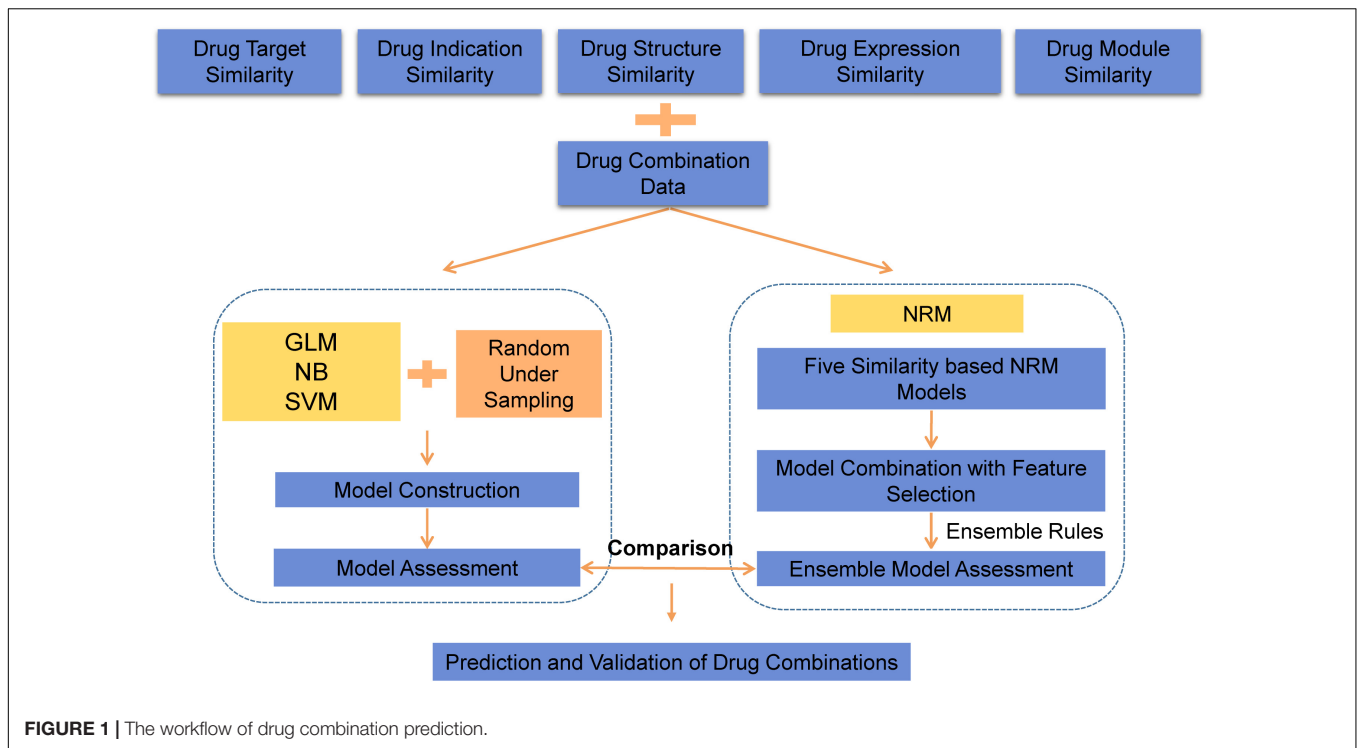 Drug Target
Similarity
Drug Indication
Similarity
Drug Structure
Similarity
Drug Expression
Similarity
Drug Module
Similarity
Drug Combination
Data
GLM
NB
SVM
Random
Under
Sampling
Model Construction
Model Assessment
NRM
Five Similarity based NRM
Models
Model Combination with Feature
Selection
Ensemble Rules
Ensemble Model Assessment
Comparison
Prediction and Validation of Drug Combinations
FIGURE 1 | The workflow of drug combination prediction.